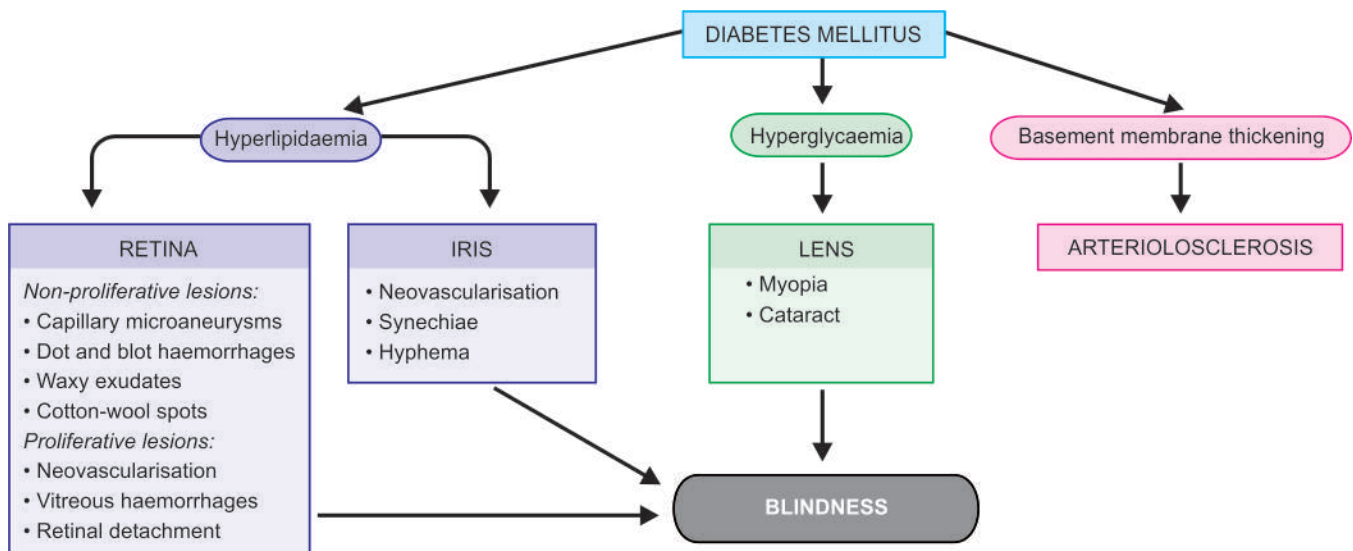 DIABETES MELLITUS
Hyperlipidaemia
Hyperglycaemia
Basement membrane thickening
RETINA
Non-proliferative lesions:
• Capillary microaneurysms
• Dot and blot haemorrhages
• Waxy exudates
• Cotton-wool spots
Proliferative lesions:
• Neovascularisation
• Vitreous haemorrhages
• Retinal detachment
IRIS
• Neovascularisation
• Synechiae
• Hyphema
LENS
• Myopia
• Cataract
ARTERIOLOSCLEROSIS
BLINDNESS